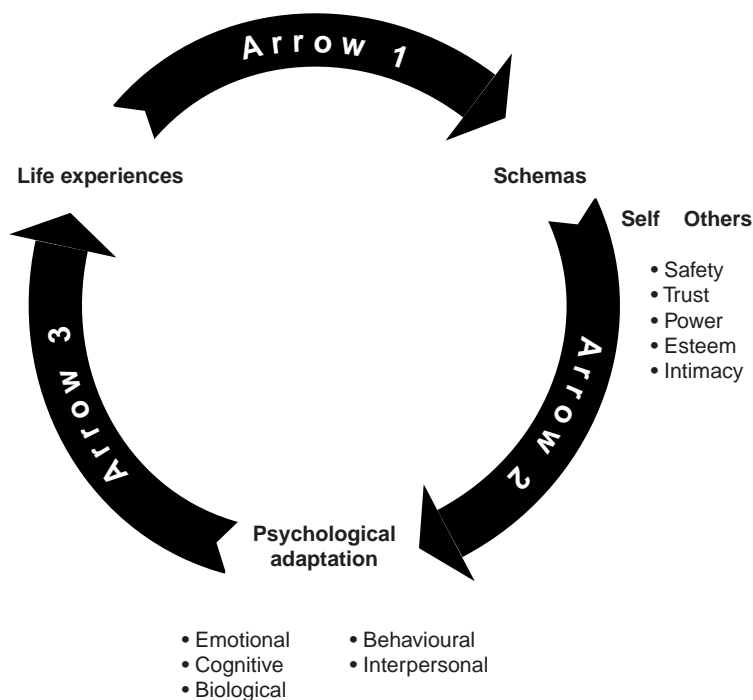 Arrow 1
Life experiences
Schemas
Self Others
• Safety
• Trust
• Power
• Esteem
• Intimacy
Arrow 2
Arrow 3
Psychological
adaptation
• Emotional
• Cognitive
• Biological
• Behavioural
• Interpersonal